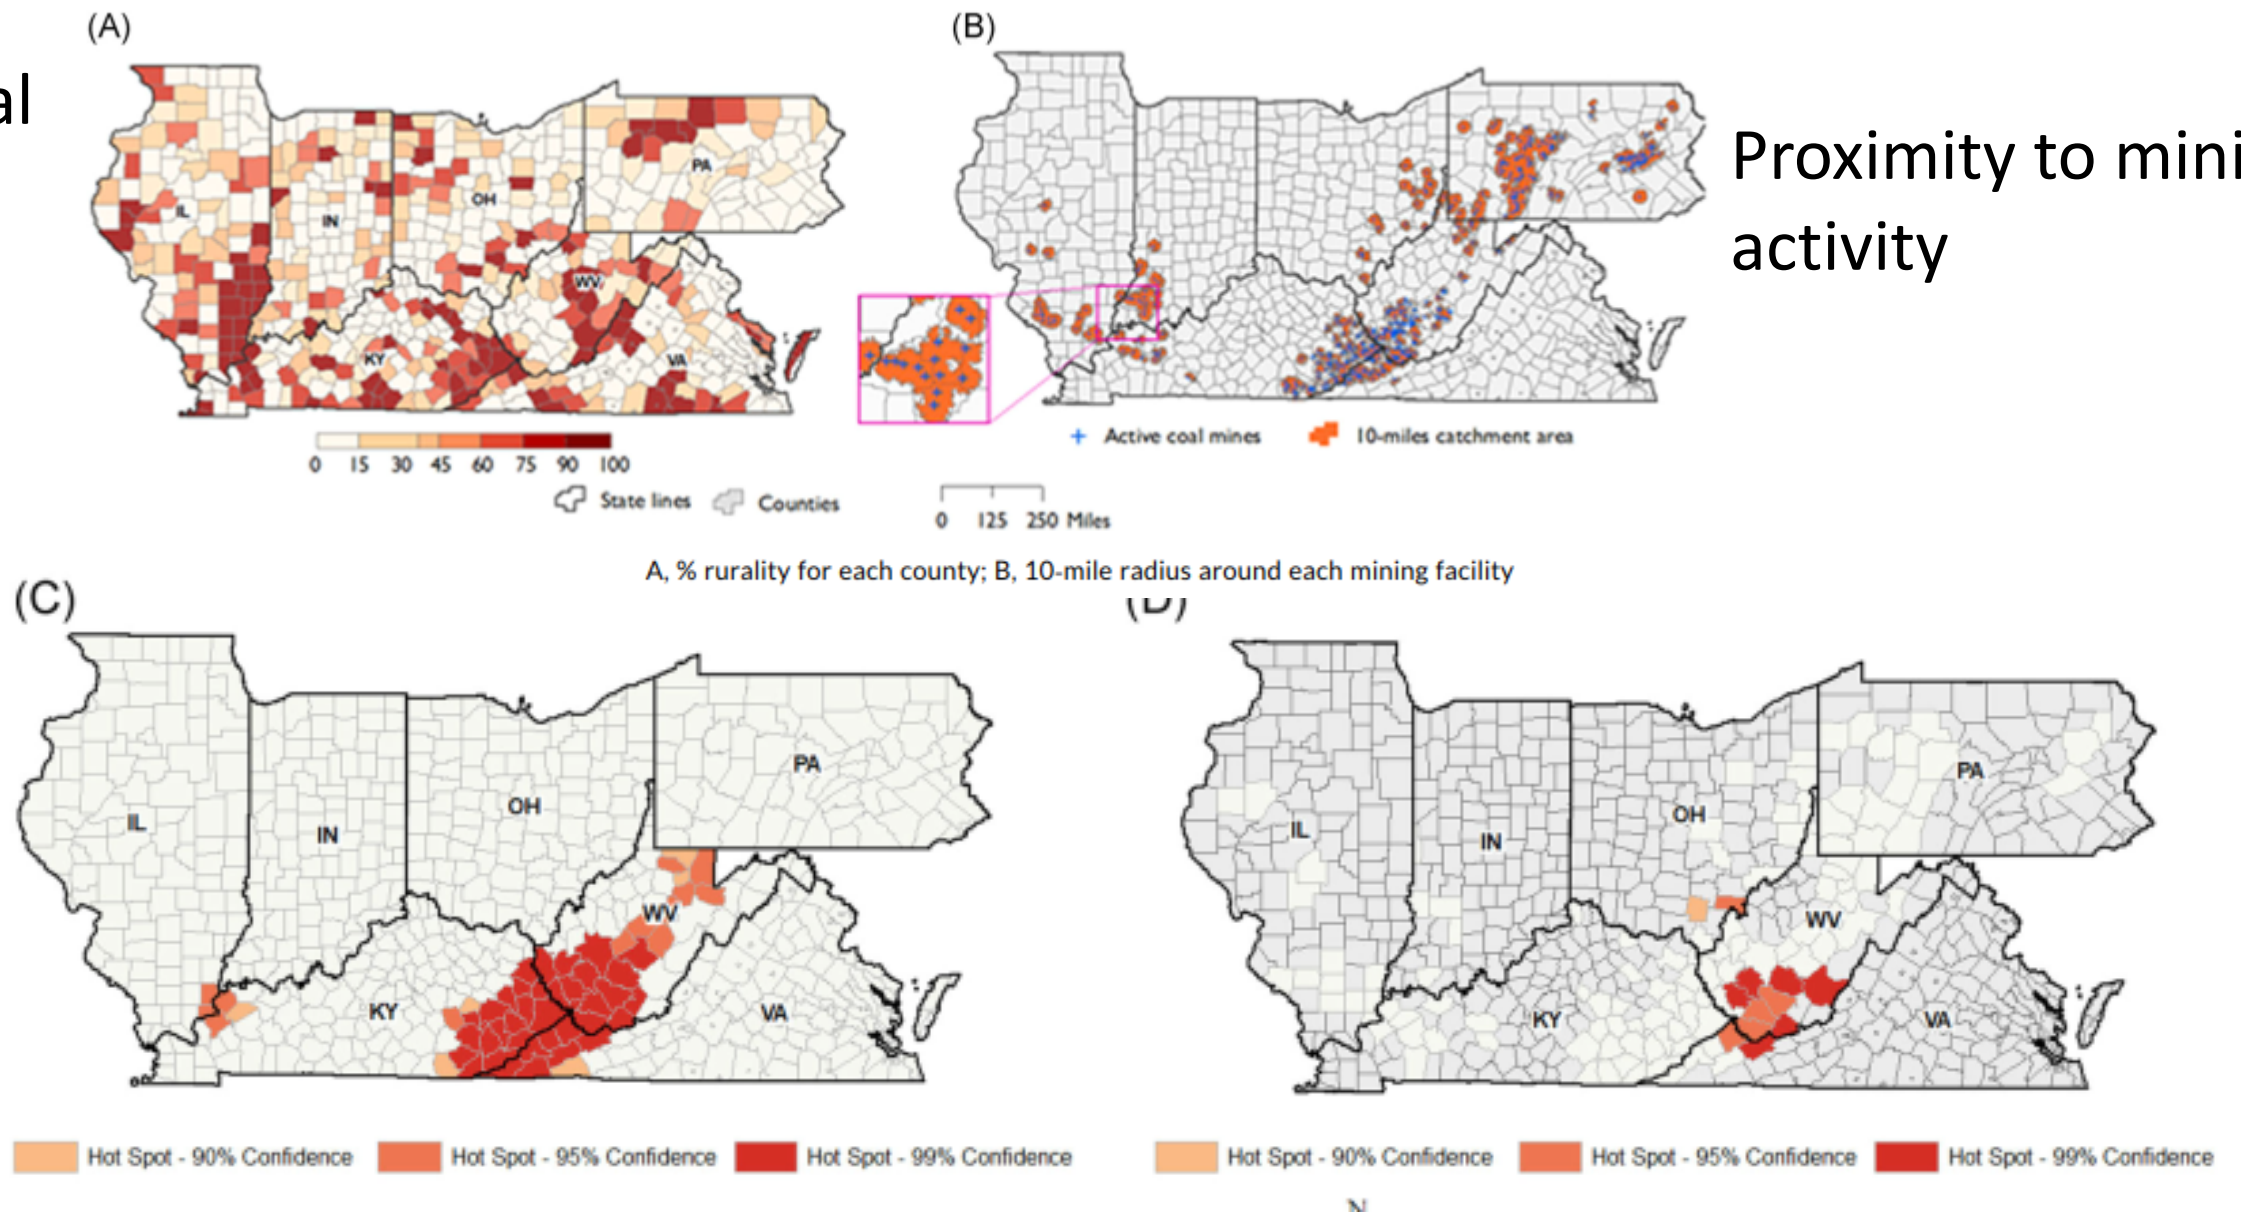 (A)
(B)
al
Proximity to mini
activity
PA
IL
IN
OH
WV
KY
VA
0 15 30 45 60 75 90 100
State lines
Counties
Active coal mines
10-miles catchment area
0 125 250 Miles
A, % rurality for each county; B, 10-mile radius around each mining facility
(C)
(D)
PA
IL
IN
OH
WV
KY
VA
PA
IL
IN
OH
WV
KY
VA
Hot Spot - 90% Confidence
Hot Spot - 95% Confidence
Hot Spot - 99% Confidence
Hot Spot - 90% Confidence
Hot Spot - 95% Confidence
Hot Spot - 99% Confidence
N